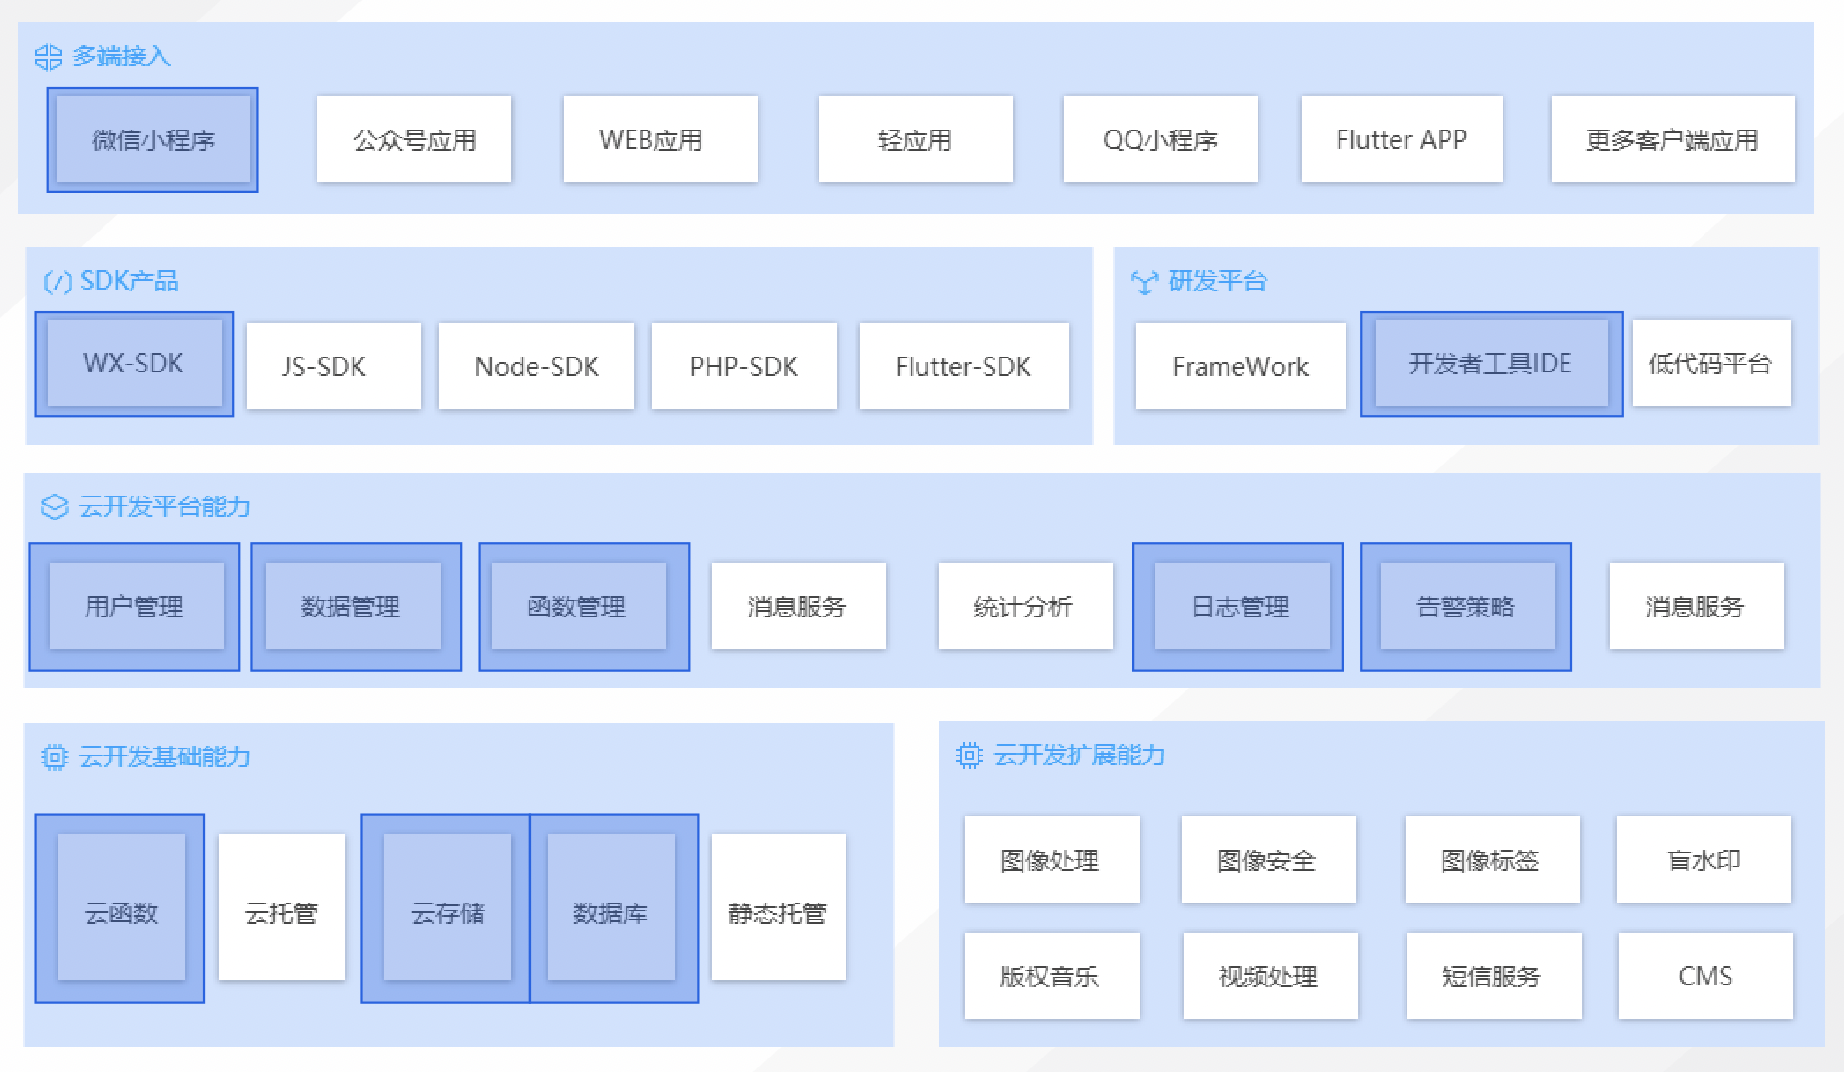 多端接入
微信小程序
公众号应用
WEB应用
轻应用
QQ小程序
Flutter APP
更多客户端应用
SDK产品
WX-SDK
JS-SDK
Node-SDK
PHP-SDK
Flutter-SDK
研发平台
FrameWork
开发者工具IDE
低代码平台
云开发平台能力
用户管理
数据管理
函数管理
消息服务
统计分析
日志管理
告警策略
消息服务
云开发基础能力
云函数
云托管
云存储
数据库
静态托管
云开发扩展能力
图像处理
图像安全
图像标签
盲水印
版权音乐
视频处理
短信服务
CMS